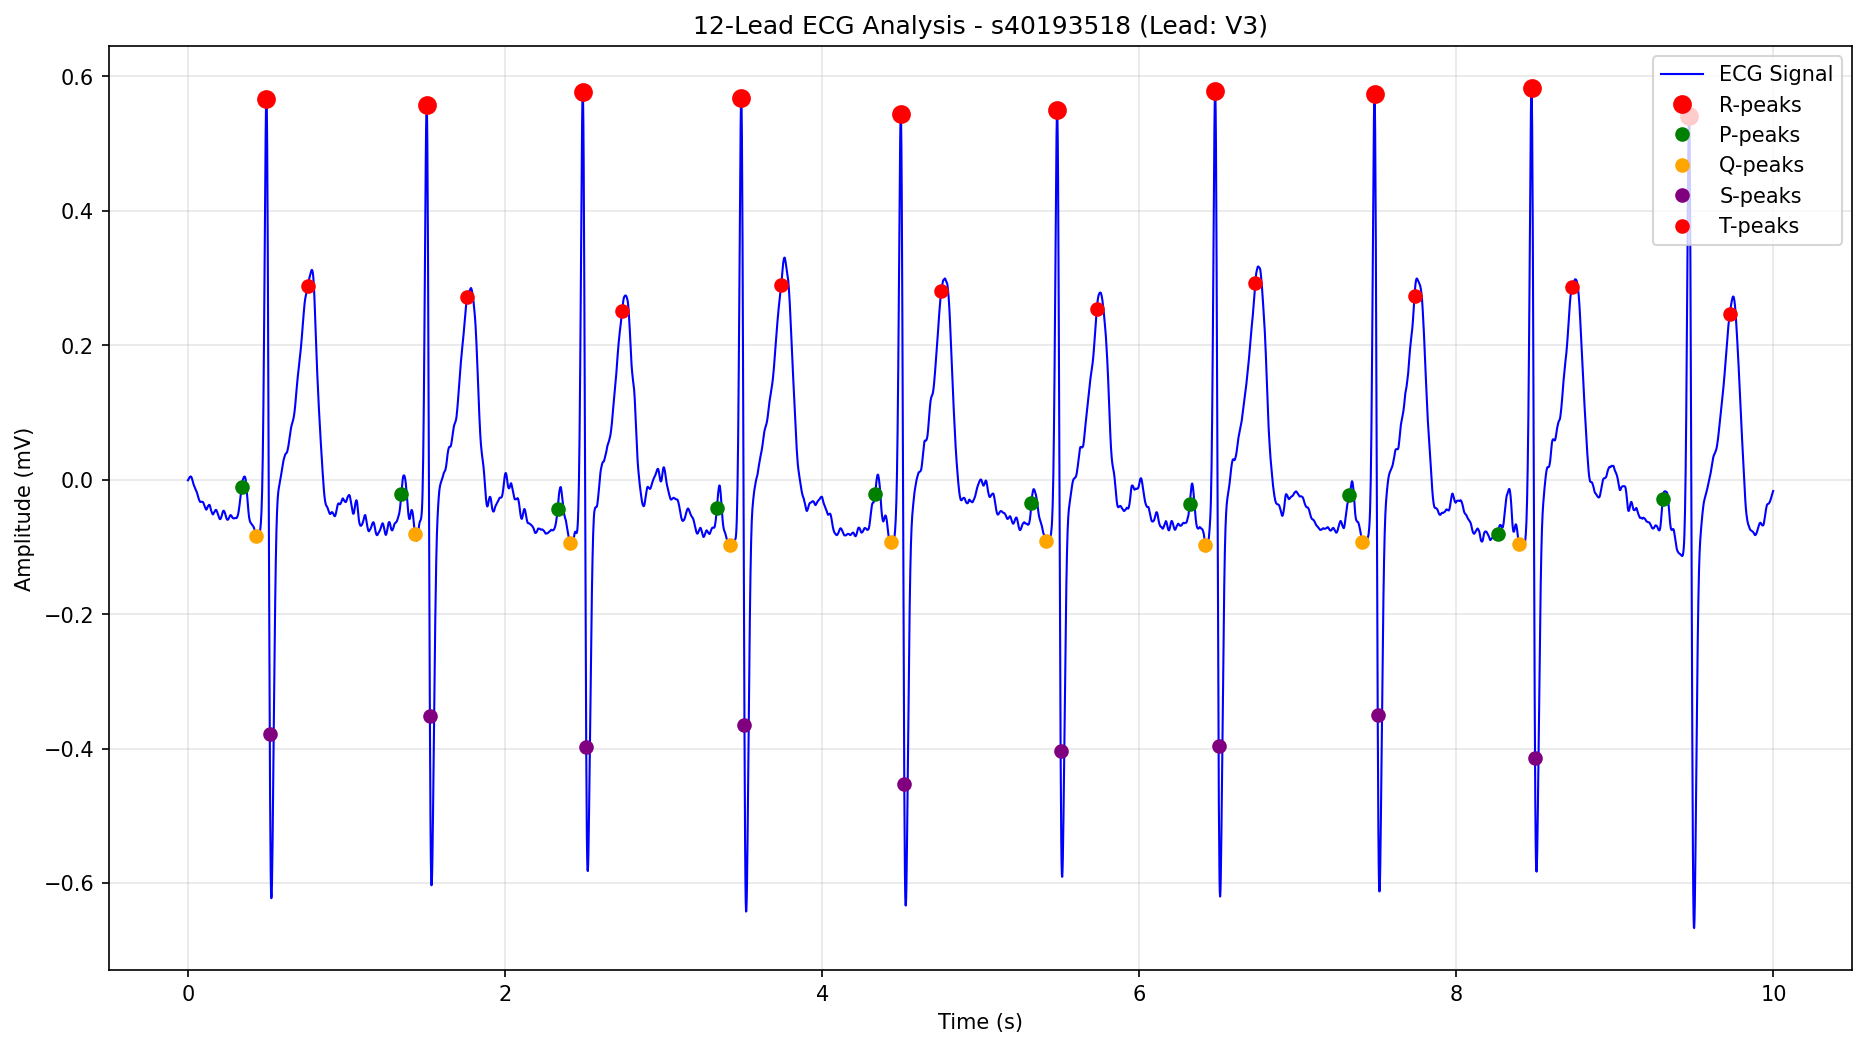 12-Lead ECG Analysis - s40193518 (Lead: V3)
ECG Signal
R-peaks
P-peaks
Q-peaks
S-peaks
T-peaks
Amplitude (mV)
0.6
0.4
0.2
0.0
−0.2
−0.4
−0.6
0 2 4 6 8 10
Time (s)